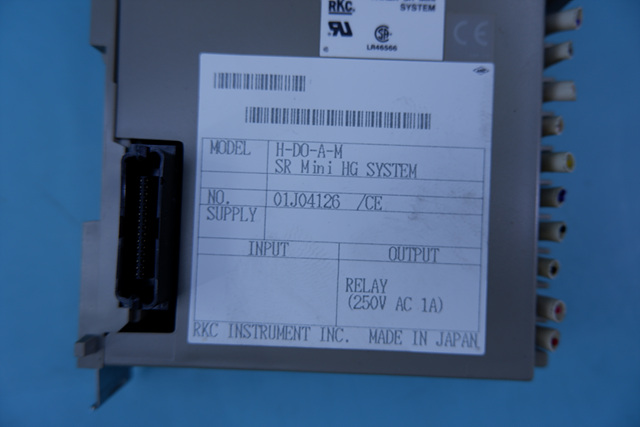 RKC
SYSTEM
LR46566
CE
MODEL H-DO-A-M
SR Mini HG SYSTEM
NO. 01J04126 /CE
SUPPLY
INPUT OUTPUT
RELAY
(250V AC 1A)
RKC INSTRUMENT INC. MADE IN JAPAN